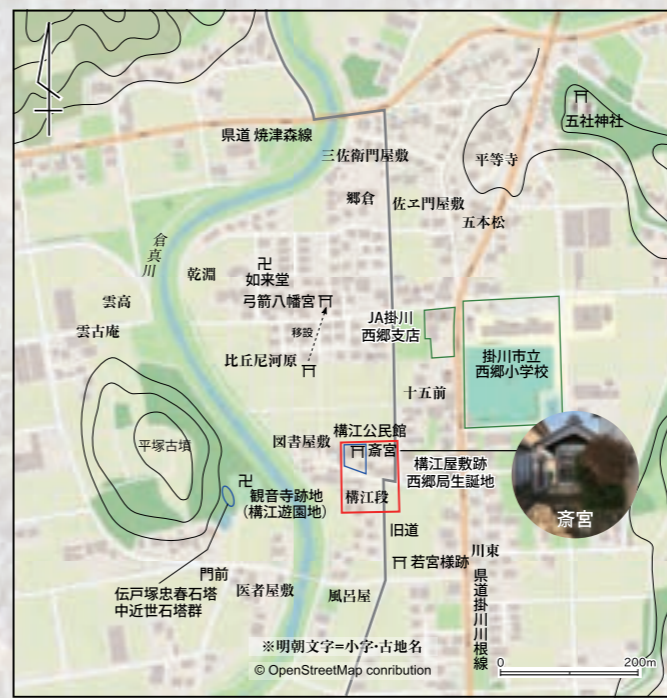 五社神社
県道 焼津森線
三佐衛門屋敷
平等寺
郷倉
佐ヱ門屋敷
五本松
倉真川
乾淵
卍
如来堂
雲高
弓箭八幡宮
雲古庵
移設
JA掛川
西郷支店
比丘尼河原
掛川市立
西郷小学校
十五前
構江公民館
図書屋敷
斎宮
平塚古墳
構江屋敷跡
西郷局生誕地
卍
観音寺跡地
(構江遊園地)
構江段
斎宮
旧道
川東
若宮様跡
門前
伝戸塚忠春石塔
中近世石塔群
医者屋敷
風呂屋
県道掛川川根線
※明朝文字=小字・古地名
© OpenStreetMap conribution
0 200m